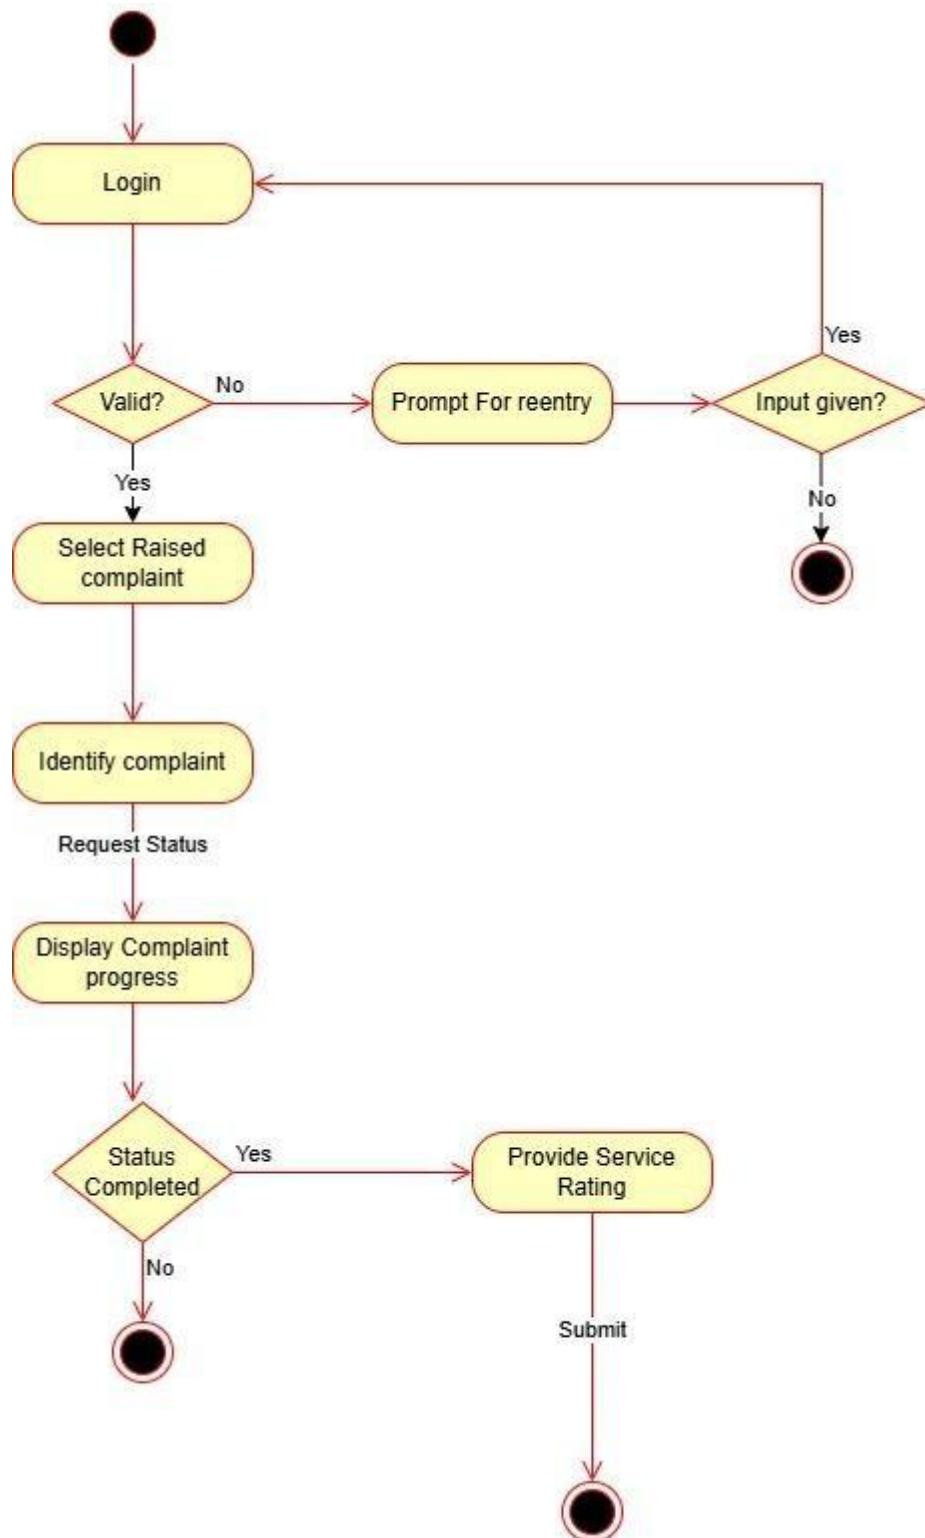 Login
Yes
Valid?
No
Prompt For reentry
Input given?
Yes
No
Select Raised
complaint
Identify complaint
Request Status
Display Complaint
progress
Status
Completed
Yes
Provide Service
Rating
No
Submit